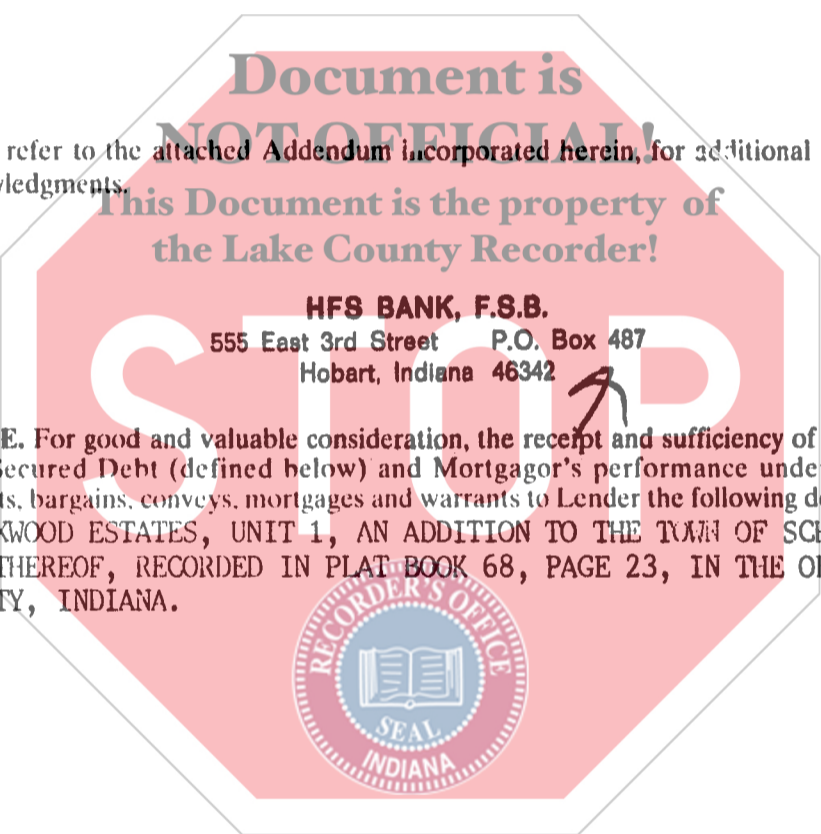 Document is
NOT OFFICIAL!
refer to the attached Addendum incorporated herein, for additional
ledgments.
This Document is the property of
the Lake County Recorder!
HFS BANK, F.S.B.
555 East 3rd Street P.O. Box 487
Hobart, Indiana 46342
STOP
E. For good and valuable consideration, the receipt and sufficiency of
ecured Debt (defined below) and Mortgagor's performance unde
ts, bargains, conveys, mortgages and warrants to Lender the following d
WOOD ESTATES, UNIT 1, AN ADDITION TO THE TOWN OF SC
THEREOF, RECORDED IN PLAT BOOK 68, PAGE 23, IN THE O
TY, INDIANA.
RECORDER'S OFFICE
SEAL
INDIANA